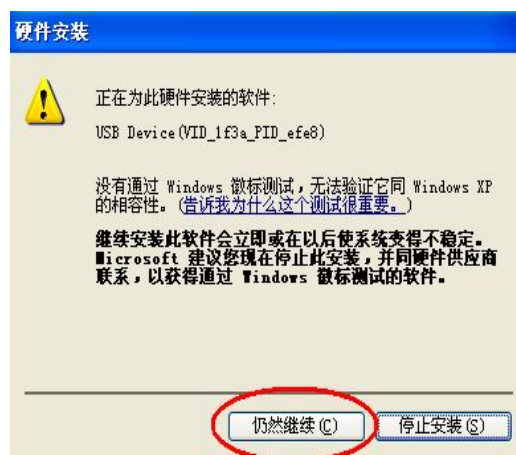 硬件安装
正在为此硬件安装的软件:
USB Device(VID_1f3a_PID_efe8)
没有通过 Windows 徽标测试，无法验证它同 Windows XP
的相容性。(告诉我为什么这个测试很重要。)
继续安装此软件会立即或在以后使系统变得不稳定。
Microsoft 建议您现在停止此安装，并同硬件供应商
联系，以获得通过 Windows 徽标测试的软件。
仍然继续(C)
停止安装(S)